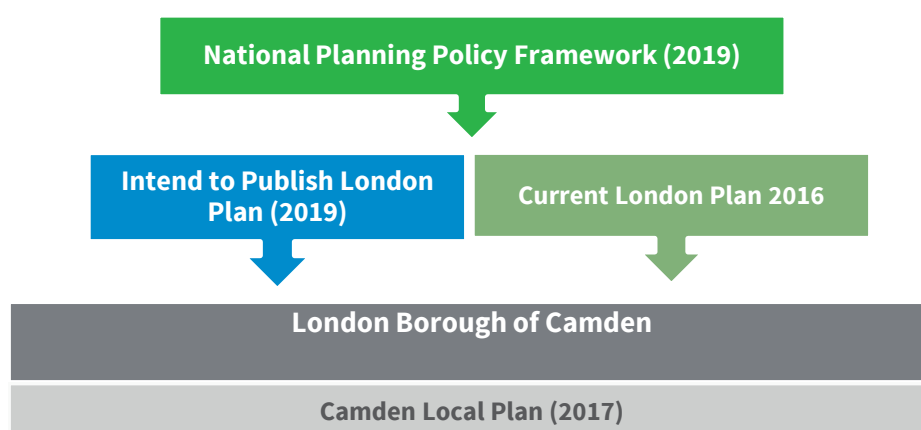 National Planning Policy Framework (2019)
Intend to Publish London
Plan (2019)
Current London Plan 2016
London Borough of Camden
Camden Local Plan (2017)